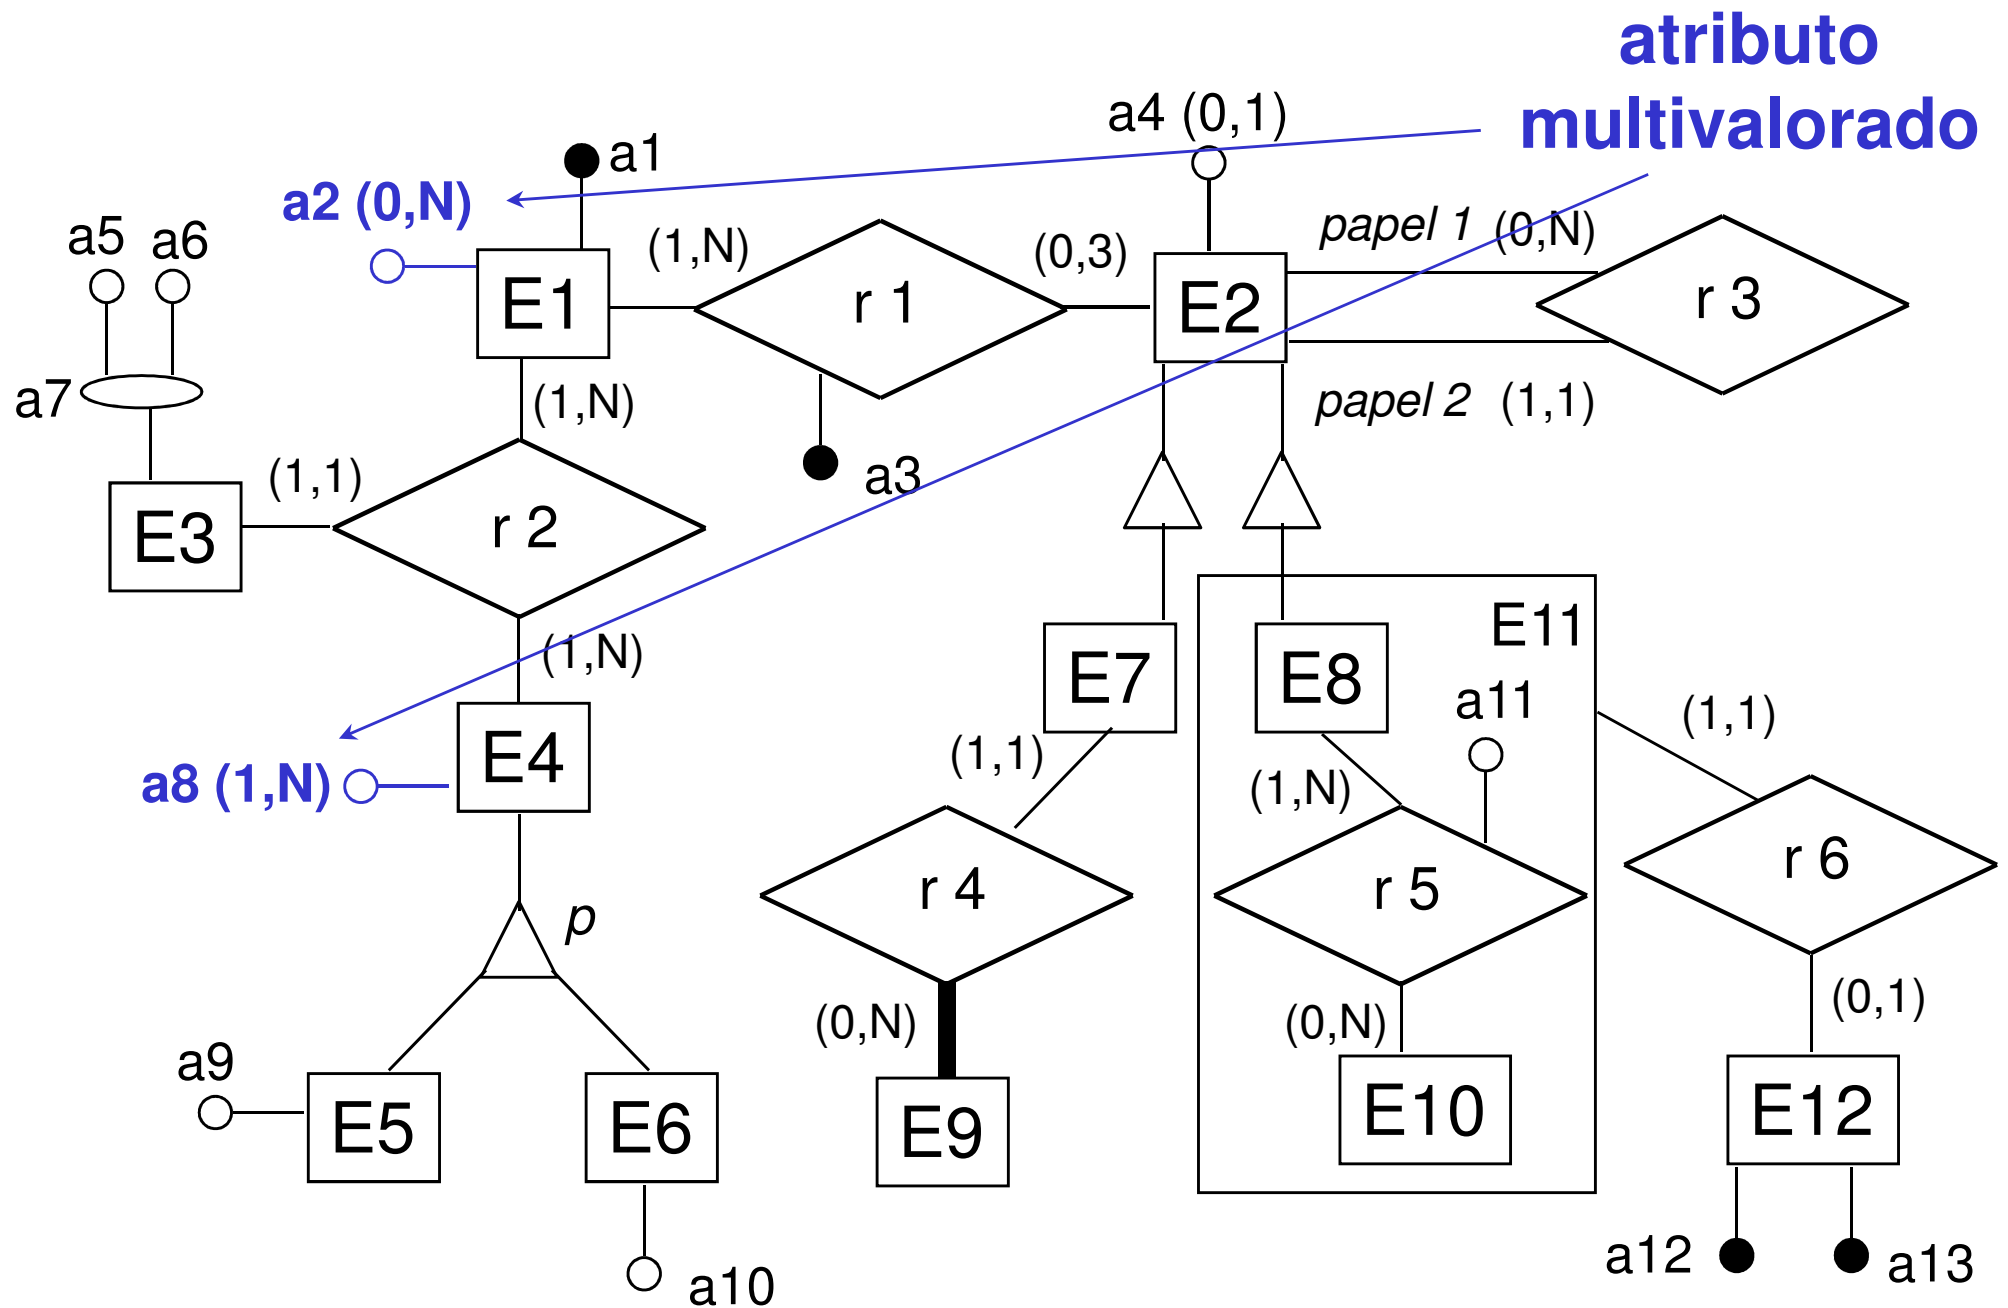 atributo
multivalorado
a4 (0,1)
a1
a2 (0,N)
a5
a6
(1,N)
(0,3)
papel 1
(0,N)
E1
r 1
E2
r 3
a7
(1,N)
papel 2
(1,1)
a3
(1,1)
E3
r 2
(1,N)
E7
E8
E11
a11
(1,1)
E4
a8 (1,N)
(1,1)
(1,N)
r 4
r 5
r 6
p
(0,N)
(0,N)
(0,1)
a9
E5
E6
E9
E10
E12
a10
a12
a13